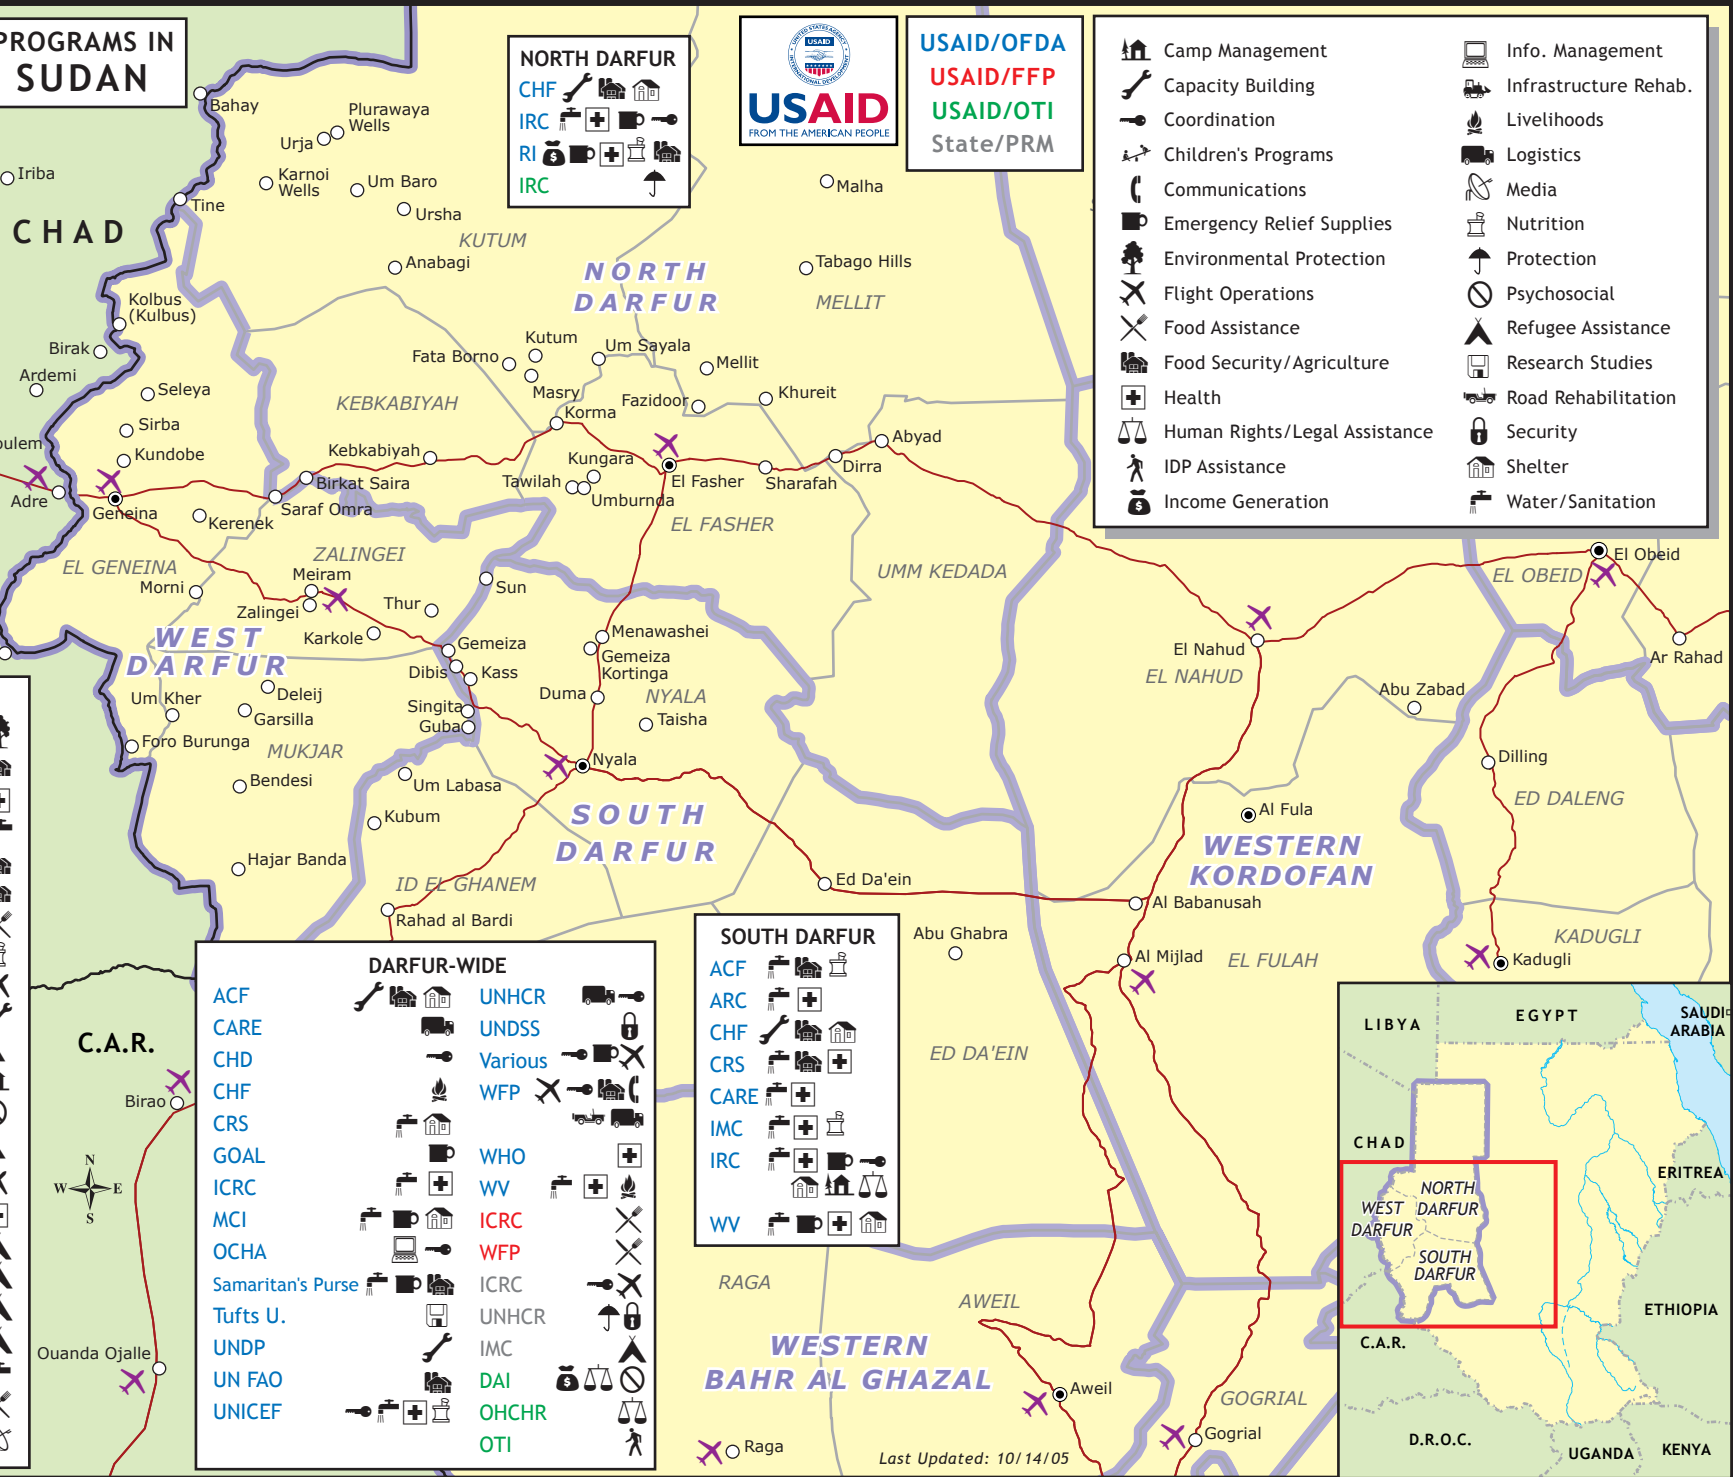 PROGRAMS IN
SUDAN
NORTH DARFUR
CHF
IRC
RI
IRC
UNITED STATES AGENCY
INTERNATIONAL DEVELOPMENT
USAID
USAID
FROM THE AMERICAN PEOPLE
USAID/OFDA
USAID/FFP
USAID/OTI
State/PRM
Camp Management
Capacity Building
Coordination
Children's Programs
Communications
Emergency Relief Supplies
Environmental Protection
Flight Operations
Food Assistance
Food Security/Agriculture
Health
Human Rights/Legal Assistance
IDP Assistance
Income Generation
Info. Management
Infrastructure Rehab.
Livelihoods
Logistics
Media
Nutrition
Protection
Psychosocial
Refugee Assistance
Research Studies
Road Rehabilitation
Security
Shelter
Water/Sanitation
Bahay
Plurawaya
Wells
Urja
Iriba
Karnoi
Wells
Um Baro
Tine
Ursha
Malha
CHAD
KUTUM
Anabagi
NORTH
DARFUR
Tabago Hills
MELLIT
Kolbus
(Kulbus)
Birak
Kutum
Fata Borno
Um Sayala
Mellit
Ardemi
Seleya
Masry
Fazidoor
Khureit
KEBKABIYAH
Korma
Sirba
Abyad
oulem
Kundobe
Kebkabiyah
Kungara
Dirra
Adre
Birkat Saira
Tawilah
El Fasher
Sharafah
Umburnda
Geneina
Saraf Omra
Kerenek
EL FASHER
EL GENEINA
ZALINGEI
UMM KEDADA
El Obeid
EL OBEID
Meiram
Morni
Sun
Zalingei
Thur
Karkole
WEST
DARFUR
Menawashei
Gemeiza
Gemeiza
Kortinga
El Nahud
Ar Rahad
Dibis
Kass
EL NAHUD
Um Kher
Deleij
Duma
NYALA
Abu Zabad
Garsilla
Singita
Taisha
Guba
Foro Burunga
MUKJAR
Nyala
Dilling
Bendesi
Um Labasa
ED DALENG
Kubum
SOUTH
DARFUR
Al Fula
WESTERN
KORDOFAN
Hajar Banda
ID EL GHANEM
Ed Da'ein
Al Babanusah
Rahad al Bardi
Abu Ghabra
KADUGLI
Al Mijlad
EL FULAH
Kadugli
C.A.R.
ED DA'EIN
Birao
N
W E
S
Ouanda Ojalle
DARFUR-WIDE
ACF
CARE
CHD
CHF
CRS
GOAL
ICRC
MCI
OCHA
Samaritan's Purse
Tufts U.
UNDP
UN FAO
UNICEF
UNHCR
UNDSS
Various
WFP
WHO
WV
ICRC
WFP
ICRC
UNHCR
IMC
DAI
OHCHR
OTI
SOUTH DARFUR
ACF
ARC
CHF
CRS
CARE
IMC
IRC
WV
RAGA
AWEIL
WESTERN
BAHR AL GHAZAL
Aweil
GOGRIAL
Raga
Gogrial
Last Updated: 10/14/05
LIBYA
EGYPT
SAUDI
ARABIA
CHAD
ERITREA
NORTH
DARFUR
WEST
DARFUR
SOUTH
DARFUR
ETHIOPIA
C.A.R.
D.R.O.C.
UGANDA
KENYA